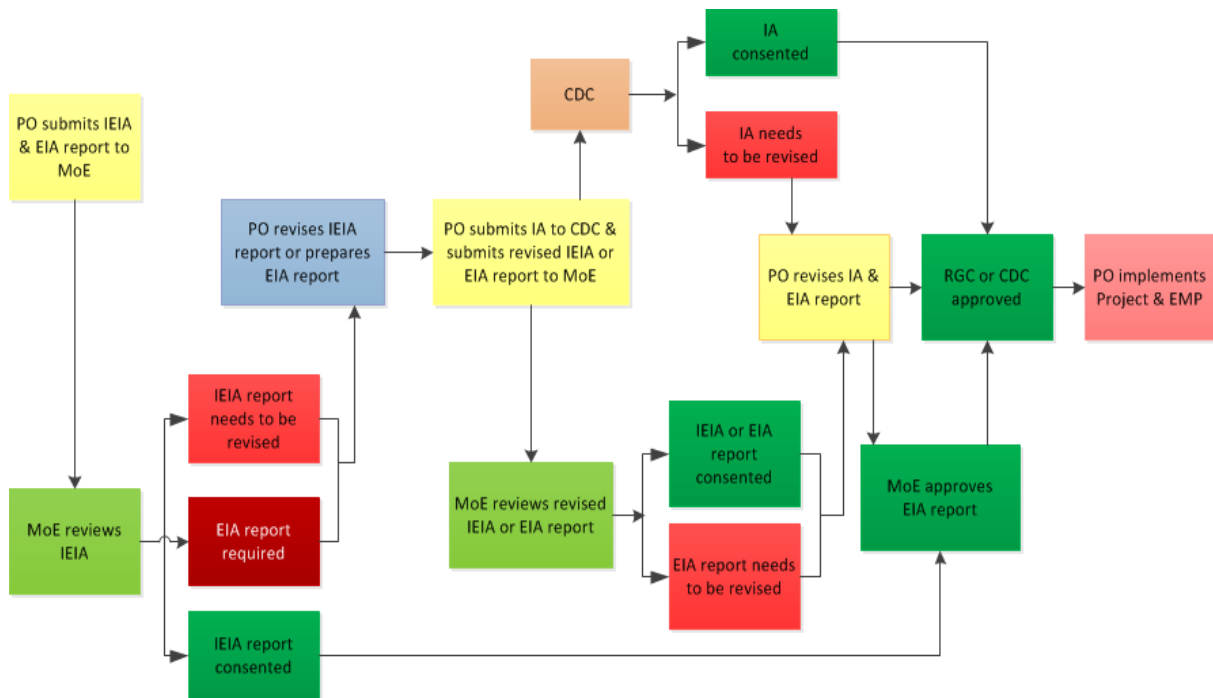 PO submits IEIA
& EIA report to
MoE
MoE reviews
IEIA
IEIA report
needs to be
revised
EIA report
required
IEIA report
consented
PO revises IEIA
report or prepares
EIA report
PO submits IA to CDC &
submits revised IEIA or
EIA report to MoE
CDC
IA
consented
IA needs
to be revised
MoE reviews revised
IEIA or EIA report
IEIA or EIA
report
consented
EIA report needs
to be revised
PO revises IA &
EIA report
MoE approves
EIA report
RGC or CDC
approved
PO implements
Project & EMP